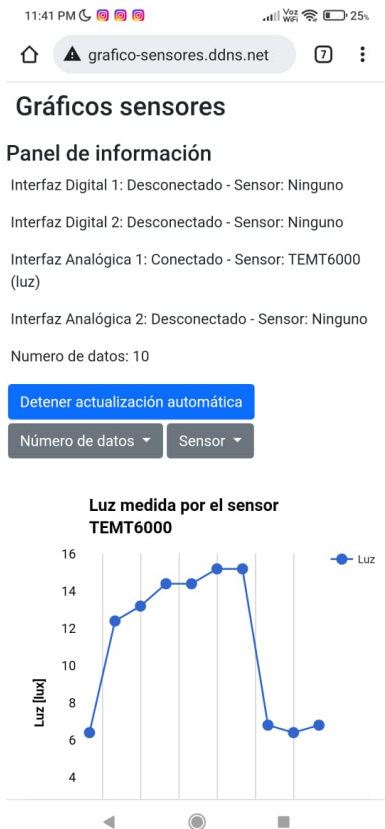 11:41 PM
Voz
WiFi
25%
grafico-sensores.ddns.net
7
Gráficos sensores
Panel de información
Interfaz Digital 1: Desconectado - Sensor: Ninguno
Interfaz Digital 2: Desconectado - Sensor: Ninguno
Interfaz Analógica 1: Conectado - Sensor: TEMT6000
(luz)
Interfaz Analógica 2: Desconectado - Sensor: Ninguno
Numero de datos: 10
Detener actualización automática
Número de datos
Sensor
Luz medida por el sensor
TEMT6000
Luz
16
14
12
10
8
6
4
Luz [lux]